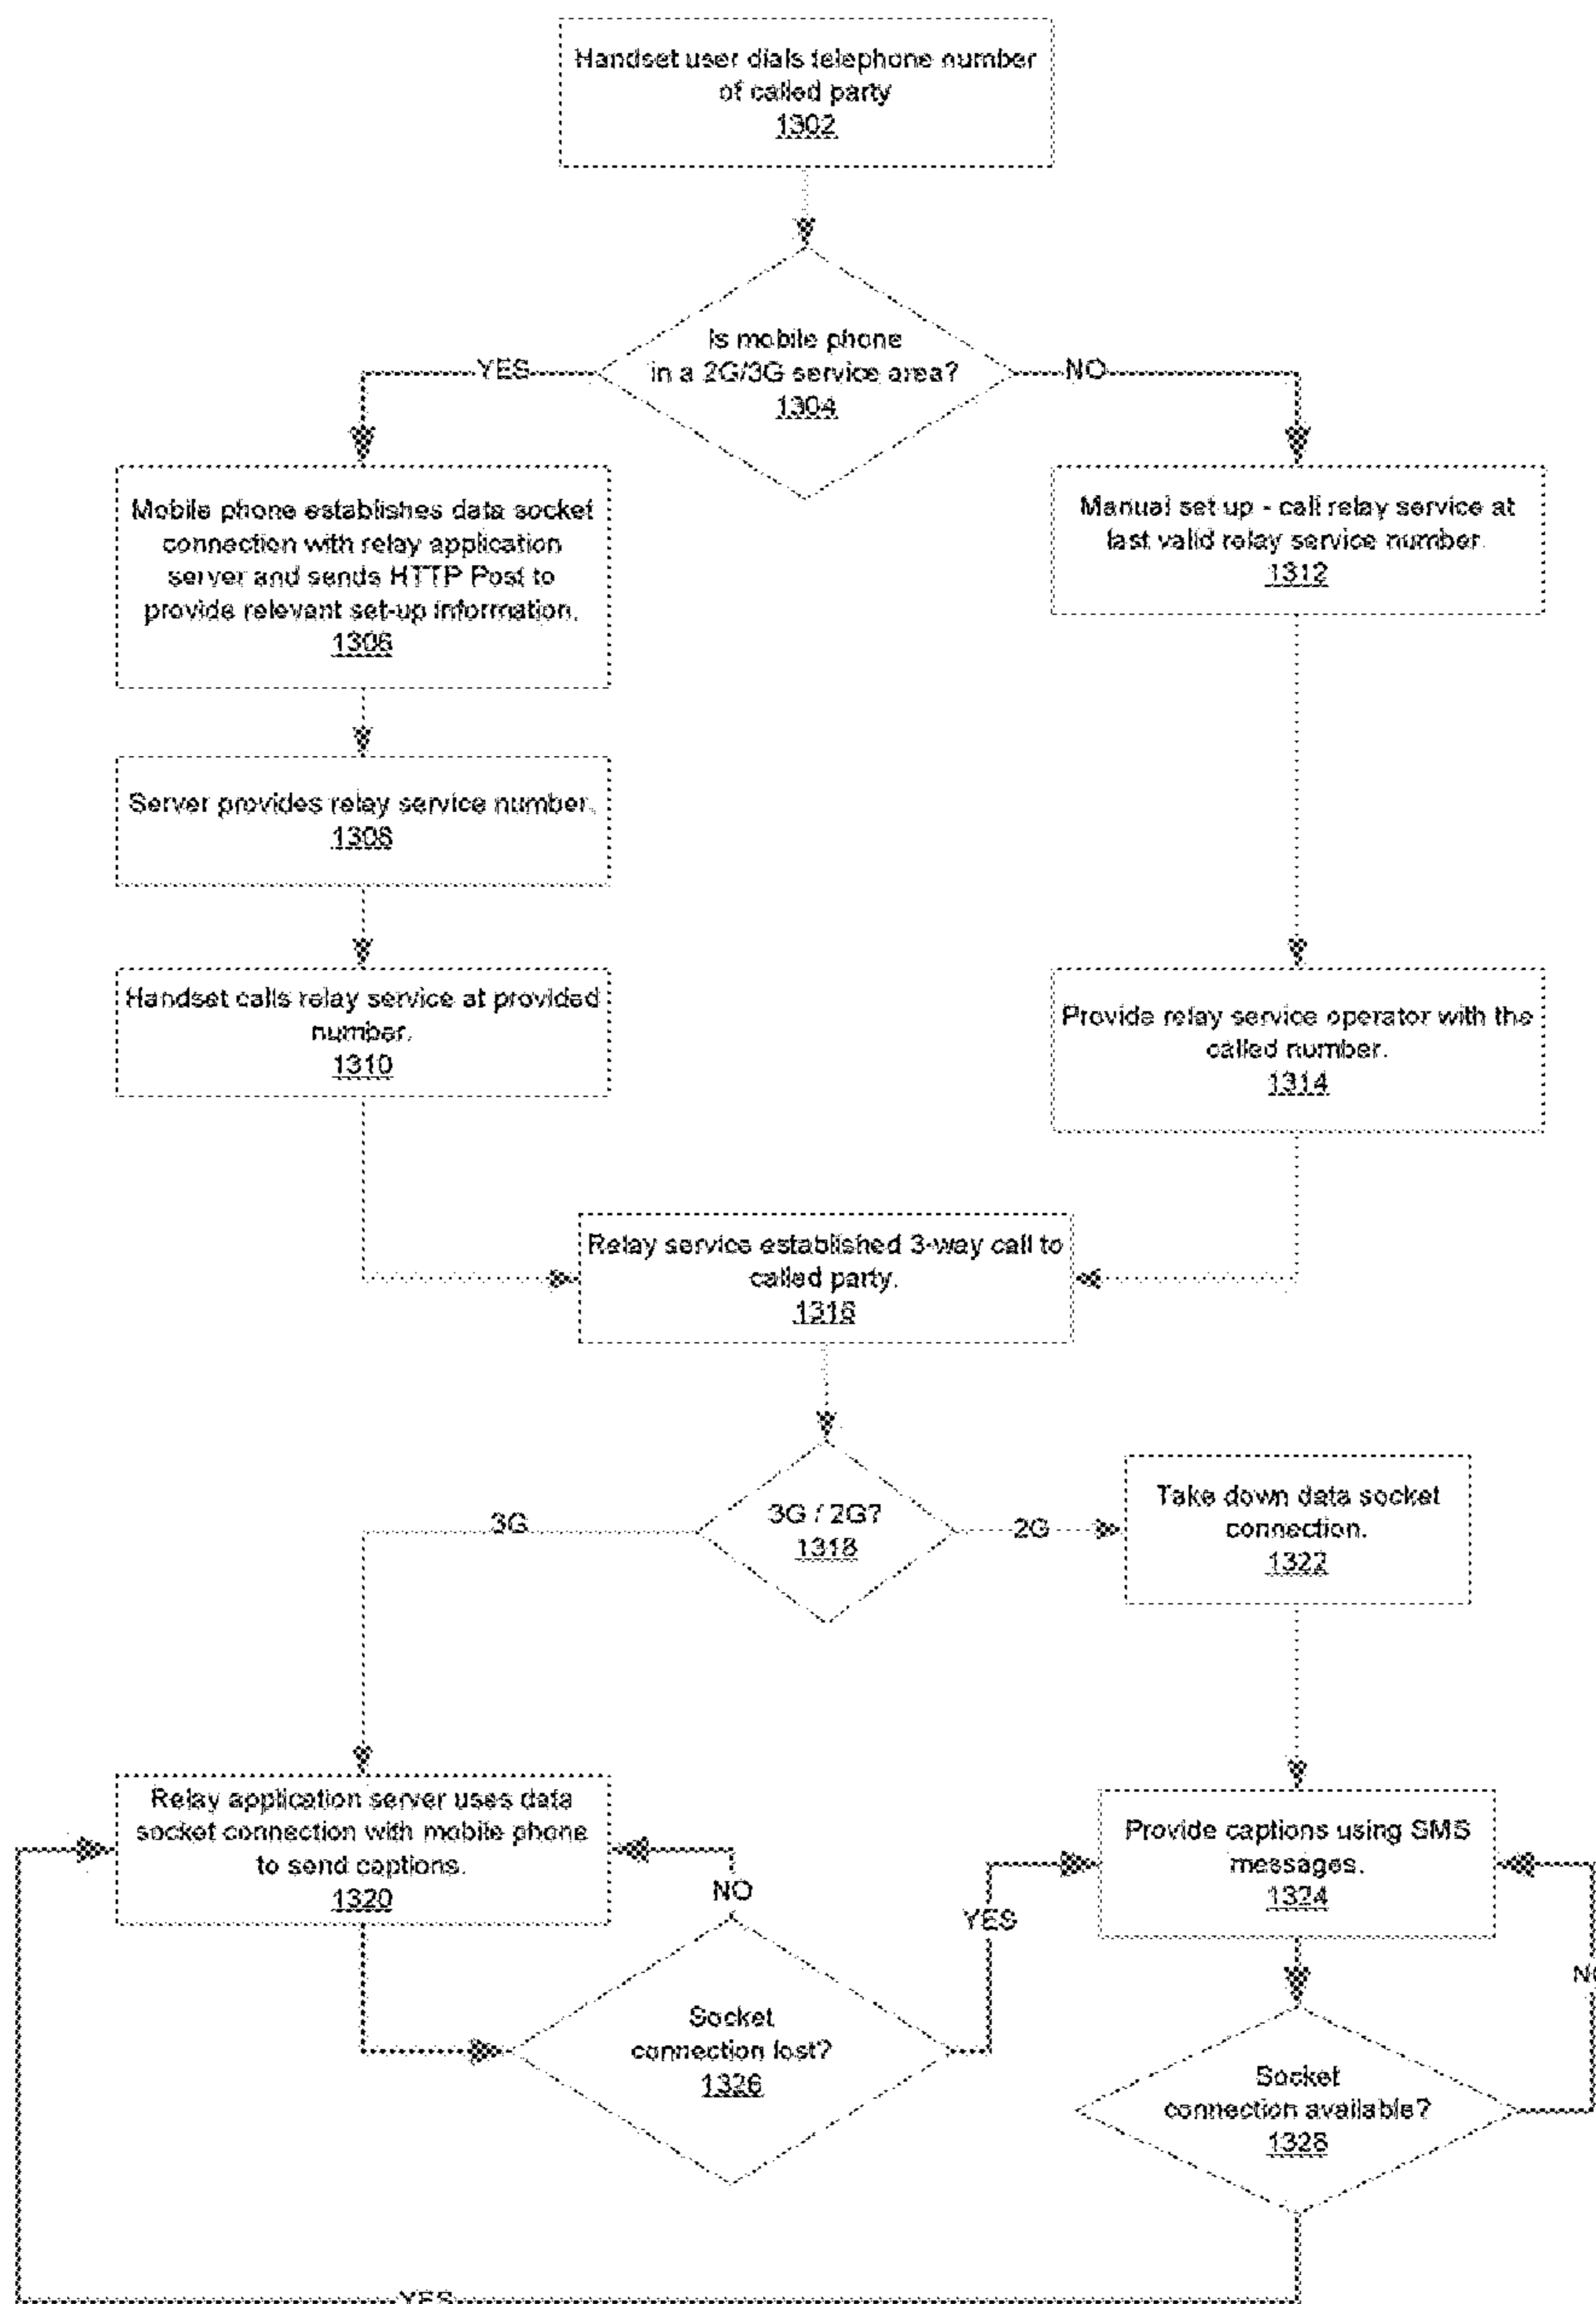 Handset user dials telephone number
of called party
1302
Is mobile phone
in a 2G/3G service area?
1304
YES
NO
Mobile phone establishes data socket
connection with relay application
server and sends HTTP Post to
provide relevant set-up information.
1306
Manual set up - call relay service at
last valid relay service number.
1312
Server provides relay service number.
1308
Handset calls relay service at provided
number.
1310
Provide relay service operator with the
called number.
1314
Relay service established 3-way call to
called party.
1316
3G / 2G?
1318
3G
2G
Take down data socket
connection.
1322
Relay application server uses data
socket connection with mobile phone
to send captions.
1320
Provide captions using SMS
messages.
1324
NO
YES
Socket
connection lost?
1326
Socket
connection available?
1328
YES